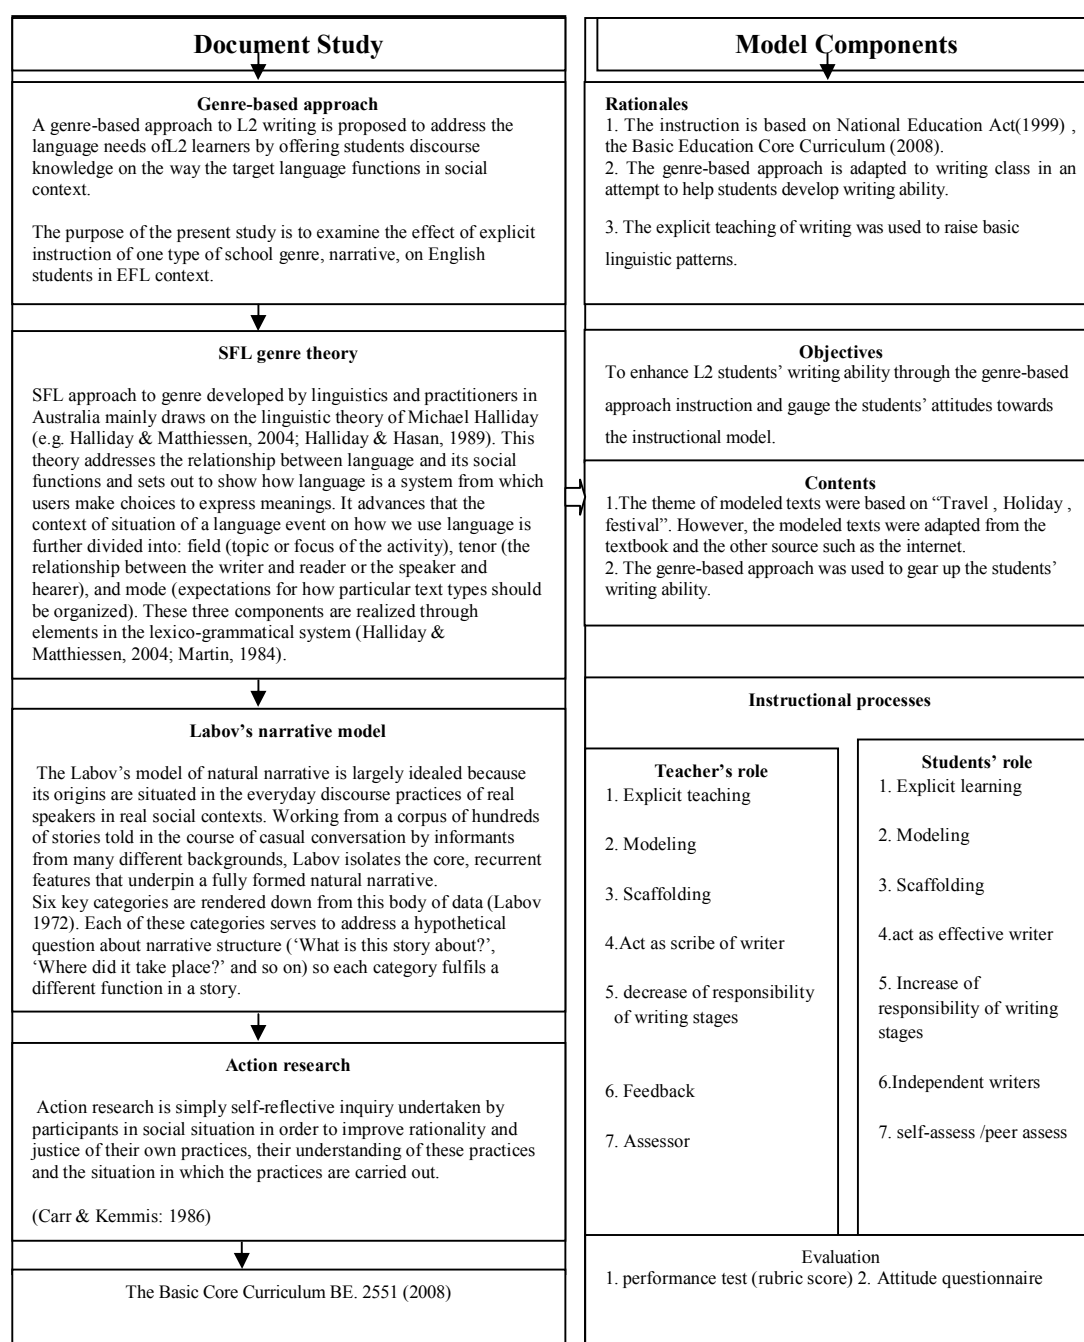 Document Study
Genre-based approach
A genre-based approach to L2 writing is proposed to address the
language needs ofL2 learners by offering students discourse
knowledge on the way the target language functions in social
context.
The purpose of the present study is to examine the effect of explicit
instruction of one type of school genre, narrative, on English
students in EFL context.
SFL genre theory
SFL approach to genre developed by linguistics and practitioners in
Australia mainly draws on the linguistic theory of Michael Halliday
(e.g. Halliday & Matthiessen, 2004; Halliday & Hasan, 1989). This
theory addresses the relationship between language and its social
functions and sets out to show how language is a system from which
users make choices to express meanings. It advances that the
context of situation of a language event on how we use language is
further divided into: field (topic or focus of the activity), tenor (the
relationship between the writer and reader or the speaker and
hearer), and mode (expectations for how particular text types should
be organized). These three components are realized through
elements in the lexico-grammatical system (Halliday &
Matthiessen, 2004; Martin, 1984).
Labov's narrative model
The Labov's model of natural narrative is largely idealed because
its origins are situated in the everyday discourse practices of real
speakers in real social contexts. Working from a corpus of hundreds
of stories told in the course of casual conversation by informants
from many different backgrounds, Labov isolates the core, recurrent
features that underpin a fully formed natural narrative.
Six key categories are rendered down from this body of data (Labov
1972). Each of these categories serves to address a hypothetical
question about narrative structure ('What is this story about?',
'Where did it take place?' and so on) so each category fulfils a
different function in a story.
Action research
Action research is simply self-reflective inquiry undertaken by
participants in social situation in order to improve rationality and
justice of their own practices, their understanding of these practices
and the situation in which the practices are carried out.
(Carr & Kemmis: 1986)
The Basic Core Curriculum BE. 2551 (2008)
Model Components
Rationales
1. The instruction is based on National Education Act(1999) ,
the Basic Education Core Curriculum (2008).
2. The genre-based approach is adapted to writing class in an
attempt to help students develop writing ability.
3. The explicit teaching of writing was used to raise basic
linguistic patterns.
Objectives
To enhance L2 students' writing ability through the genre-based
approach instruction and gauge the students' attitudes towards
the instructional model.
Contents
1.The theme of modeled texts were based on "Travel , Holiday ,
festival". However, the modeled texts were adapted from the
textbook and the other source such as the internet.
2. The genre-based approach was used to gear up the students'
writing ability.
Instructional processes
Teacher's role
1. Explicit teaching
2. Modeling
3. Scaffolding
4.Act as scribe of writer
5. decrease of responsibility
of writing stages
6. Feedback
7. Assessor
Students' role
1. Explicit learning
2. Modeling
3. Scaffolding
4.act as effective writer
5. Increase of
responsibility of writing
stages
6.Independent writers
7. self-assess /peer assess
Evaluation
1. performance test (rubric score) 2. Attitude questionnaire